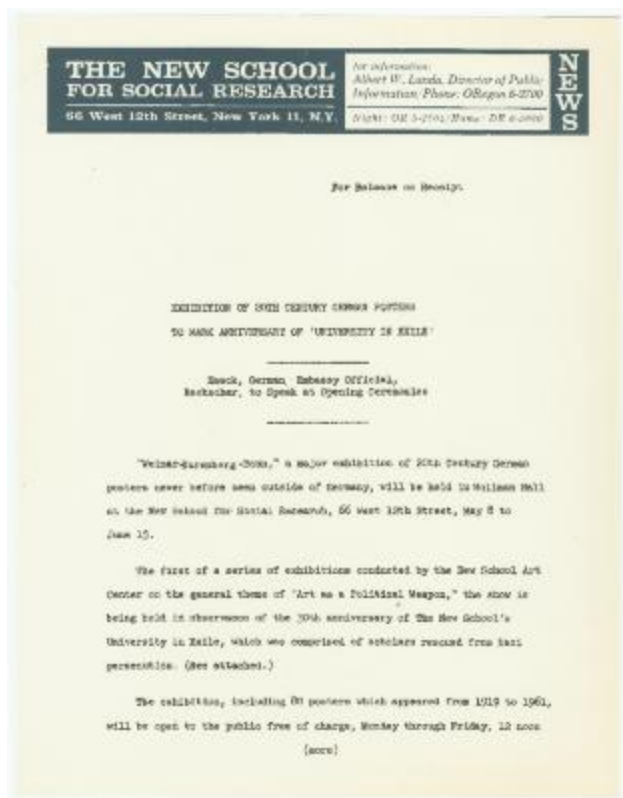 THE NEW SCHOOL
FOR SOCIAL RESEARCH
66 West 12th Street, New York 11, N.Y.
for information:
Albert W. Landa, Director of Public
Information/Phone: ORegon 5-2700
NEWS
For Release on Receipt
EXHIBITION OF 20TH CENTURY GERMAN POSTERS
TO MARK ANNIVERSARY OF 'UNIVERSITY IN EXILE'
German Embassy Official,
to Speak at Opening Ceremonies
"Weimar-Nuremberg-Bonn," a major exhibition of 20th Century German
posters never before seen outside of Germany, will be held in Wollman Hall
at the New School for Social Research, 66 West 12th Street, May 8 to
June 15.
The first of a series of exhibitions conducted by the New School Art
Center on the general theme of "Art as a Political Weapon," the show is
being held in observance of the 30th anniversary of The New School's
University in Exile, which was comprised of scholars rescued from Nazi
persecution. (See attached.)
The exhibition, including 80 posters which appeared from 1919 to 1961,
will be open to the public free of charge, Monday through Friday, 12 noon
(more)